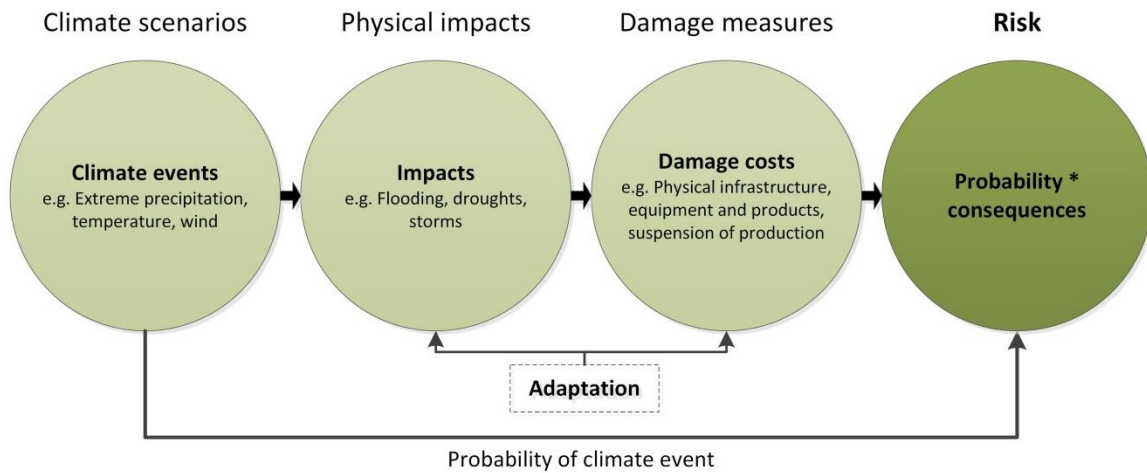 Climate scenarios
Physical impacts
Damage measures
Risk
Climate events
e.g. Extreme precipitation,
temperature, wind
Impacts
e.g. Flooding, droughts,
storms
Damage costs
e.g. Physical infrastructure,
equipment and products,
suspension of production
Probability *
consequences
Adaptation
Probability of climate event